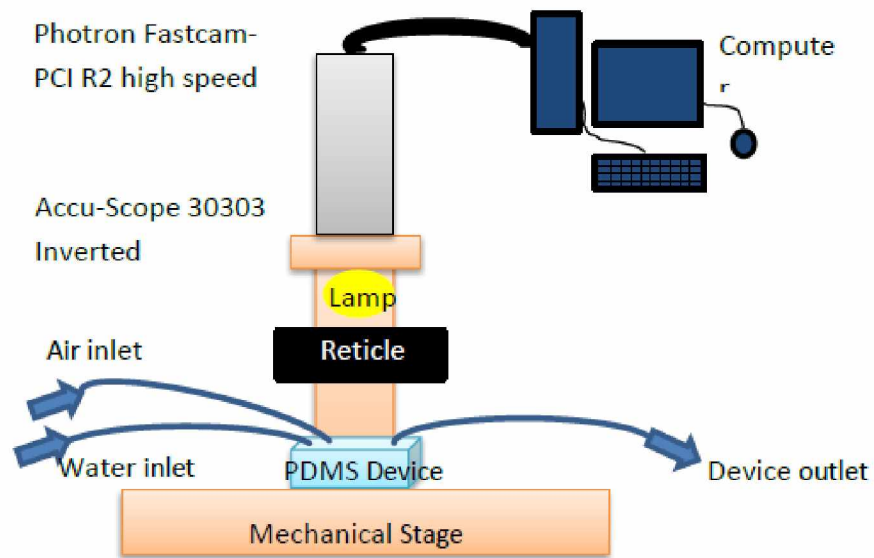 Photron Fastcam-
PCI R2 high speed
Compute
r
Accu-Scope 30303
Inverted
Lamp
Reticle
Air inlet
Water inlet
PDMS Device
Device outlet
Mechanical Stage